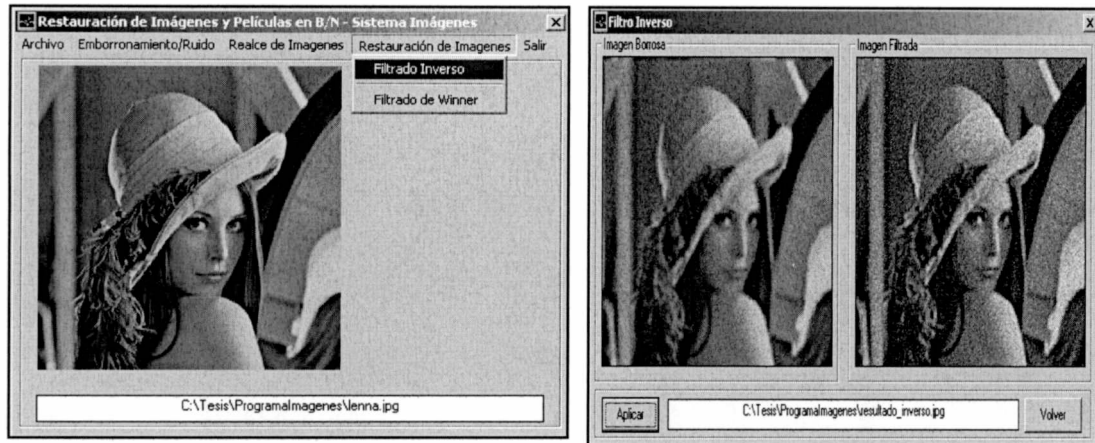 Restauración de Imágenes y Películas en B/N - Sistema Imágenes
Archivo Emborronamiento/Ruido Realce de Imagenes Restauración de Imagenes Salir
Filtrado Inverso
Filtrado de Winner
C:\Tesis\ProgramaImagenes\lenna.jpg
Filtro Inverso
Imagen Borrosa
Imagen Filtrada
Aplicar
C:\Tesis\ProgramaImagenes\resultado_inverso.jpg
Volver